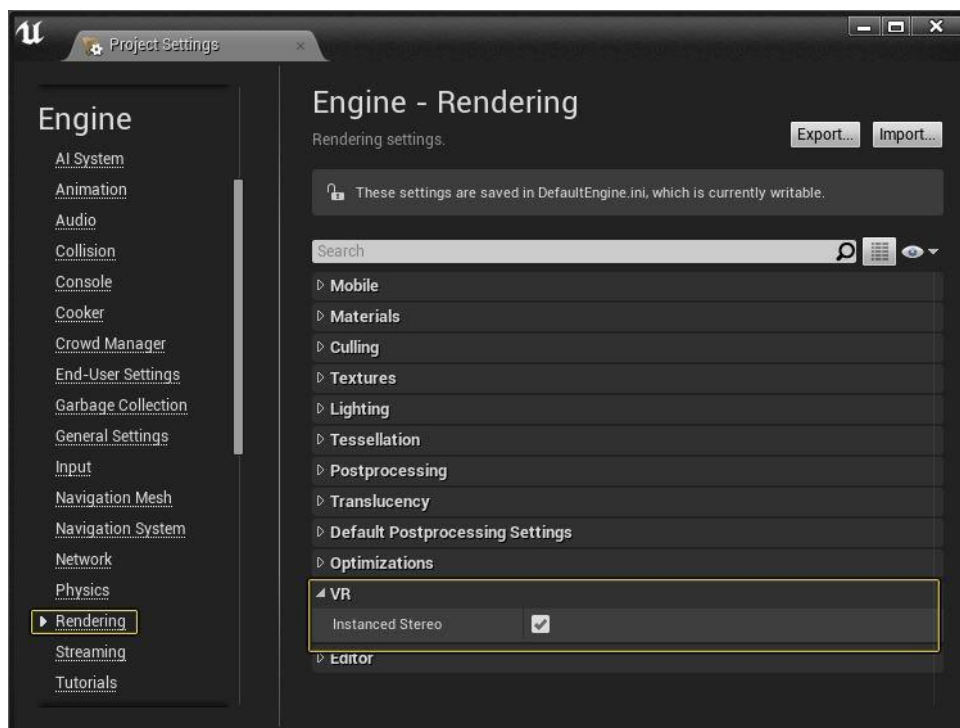 Project Settings
Engine
AI System
Animation
Audio
Collision
Console
Cooker
Crowd Manager
End-User Settings
Garbage Collection
General Settings
Input
Navigation Mesh
Navigation System
Network
Physics
Rendering
Streaming
Tutorials
Engine - Rendering
Rendering settings.
Export... Import...
These settings are saved in DefaultEngine.ini, which is currently writable.
Search
Mobile
Materials
Culling
Textures
Lighting
Tessellation
Postprocessing
Translucency
Default Postprocessing Settings
Optimizations
VR
Instanced Stereo
Editor